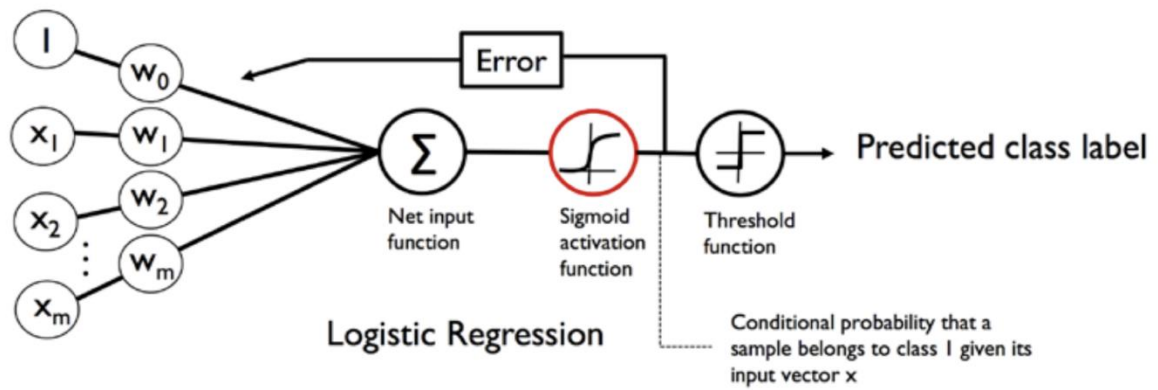 1
w0
Error
x1
w1
Σ
Predicted class label
x2
w2
Net input
function
Sigmoid
activation
function
Threshold
function
wm
xm
Logistic Regression
Conditional probability that a
sample belongs to class 1 given its
input vector x